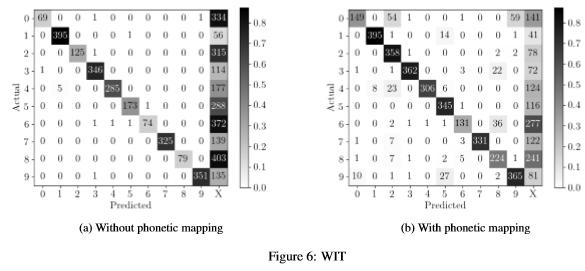 0 69 0 0 1 0 0 0 0 0 1 334
1 0 395 0 0 0 1 0 0 0 0 56
2 0 0 125 1 0 0 0 0 0 0 315
3 1 0 0 346 0 0 0 0 0 0 114
4 0 5 0 0 285 0 0 0 0 0 177
5 0 0 0 0 0 173 1 0 0 0 288
6 0 0 0 1 1 1 74 0 0 0 372
7 0 0 0 0 0 0 0 325 0 0 139
8 0 0 0 0 0 0 0 0 79 0 403
9 0 0 0 1 0 0 0 0 0 351 135
0 1 2 3 4 5 6 7 8 9 X
Predicted
Actual
0.8
0.7
0.6
0.5
0.4
0.3
0.2
0.1
0.0
(a) Without phonetic mapping
0 149 0 54 1 0 0 0 0 0 59 141
1 0 395 1 0 0 14 0 0 0 1 41
2 0 0 358 1 0 0 0 0 2 2 78
3 1 0 1 362 1 0 3 0 22 0 72
4 0 8 23 0 306 6 0 0 0 0 124
5 0 0 0 0 0 345 1 0 0 0 116
6 0 0 2 1 1 1 131 0 36 0 277
7 1 0 7 0 0 0 3 331 0 0 122
8 0 1 7 0 1 2 5 0 224 1 241
9 10 0 1 1 0 27 0 0 2 365 81
0 1 2 3 4 5 6 7 8 9 X
Predicted
Actual
0.8
0.7
0.6
0.5
0.4
0.3
0.2
0.1
0.0
(b) With phonetic mapping
Figure 6: WIT